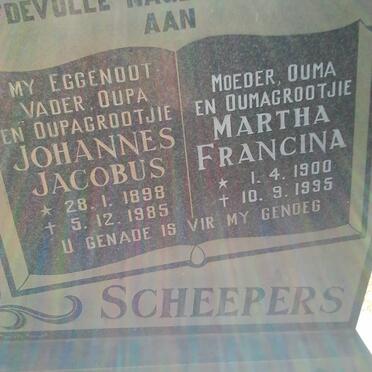 AAN
MY EGGENOOT
VADER, OUPA
EN OUPAGROOTJIE
JOHANNES
JACOBUS
★ 28.1.1898
✝ 5.12.1985
MOEDER, OUMA
EN OUMAGROOTJIE
MARTHA
FRANCINA
★ 1.4.1900
✝ 10.9.1995
U GENADE IS VIR MY GENOEG
SCHEEPERS